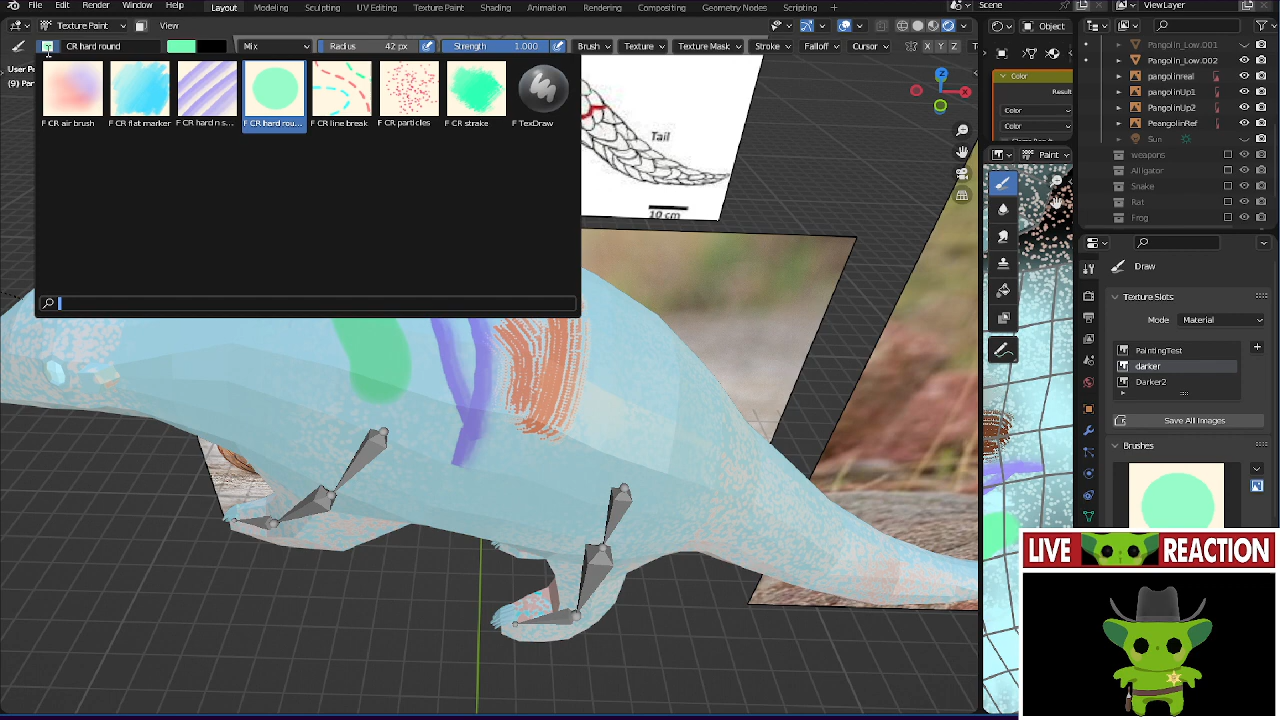 File Edit Render Window Help Layout Modeling Sculpting UV Editing Texture Paint Shading Animation Rendering Compositing Geometry Nodes Scripting + Scene ViewLayer
Texture Paint View
CR hard round Mix Radius 42 px Strength 1.000 Brush Texture Texture Mask Stroke Falloff Cursor X Y Z
Object
F CR air brush F CR flat marker F CR hard n s... F CR hard rou... F CR line break F CR particles F CR stroke F TexDraw
User Pe
(9) Pa
Tail
10 cm
Z
X
Color
Result
Color
Color
Paint
Pangolin_Low.001
Pangolin_Low.002
pangolinreal
pangolinUp1
PangolinUp2
PeangolinRef
Sun
weapons
Alligator
Snake
Rat
Frog
Draw
Texture Slots
Mode Material
PaintingTest
darker
Darker2
Save All Images
Brushes
LIVE REACTION